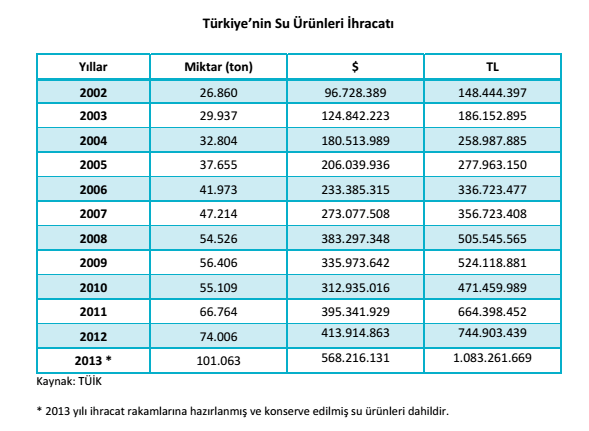 Türkiye’nin Su Ürünleri İhracatı
Yıllar Miktar (ton) $ TL
2002 26.860 96.728.389 148.444.397
2003 29.937 124.842.223 186.152.895
2004 32.804 180.513.989 258.987.885
2005 37.655 206.039.936 277.963.150
2006 41.973 233.385.315 336.723.477
2007 47.214 273.077.508 356.723.408
2008 54.526 383.297.348 505.545.565
2009 56.406 335.973.642 524.118.881
2010 55.109 312.935.016 471.459.989
2011 66.764 395.341.929 664.398.452
2012 74.006 413.914.863 744.903.439
2013 * 101.063 568.216.131 1.083.261.669
Kaynak: TÜİK
* 2013 yılı ihracat rakamlarına hazırlanmış ve konserve edilmiş su ürünleri dahildir.